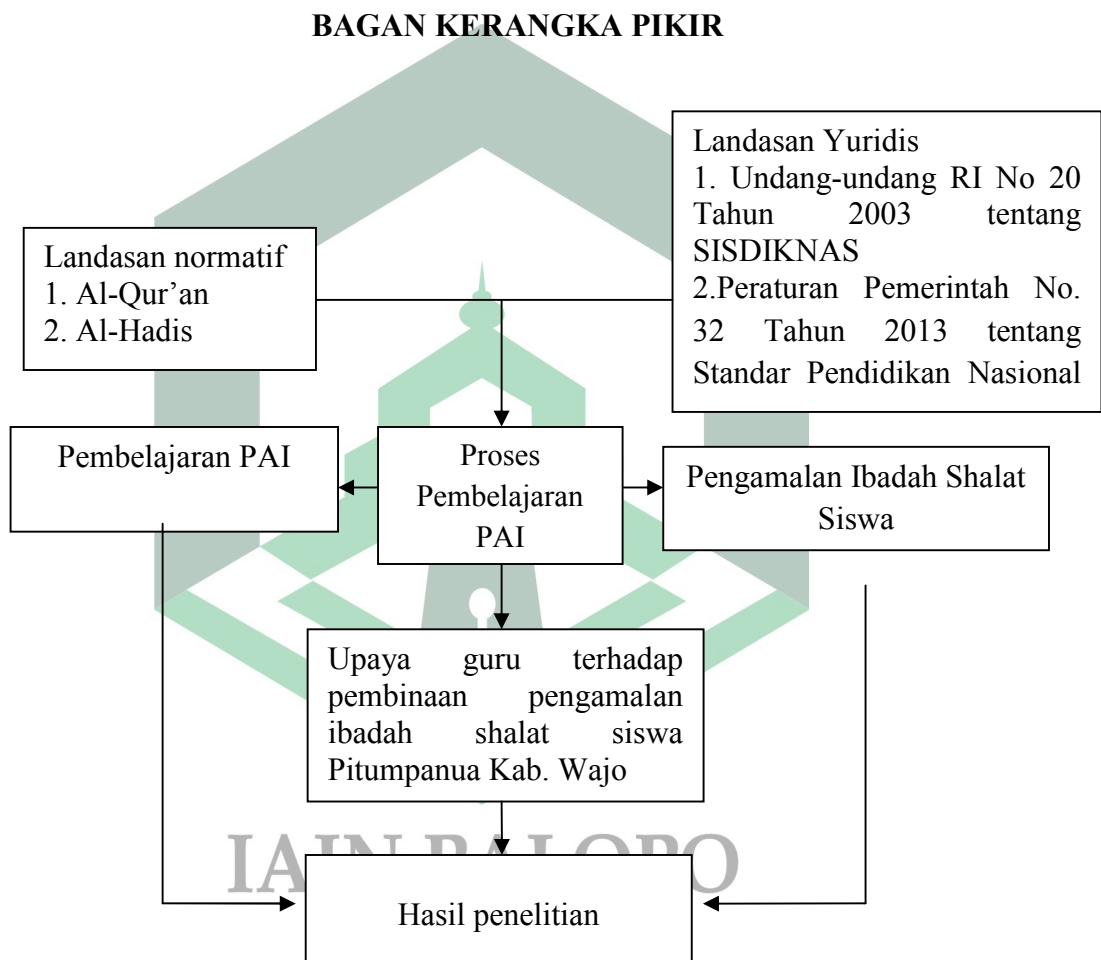 BAGAN KERANGKA PIKIR
Landasan normatif
1. Al-Qur’an
2. Al-Hadis
Landasan Yuridis
1. Undang-undang RI No 20
Tahun 2003 tentang
SISDIKNAS
2.Peraturan Pemerintah No.
32 Tahun 2013 tentang
Standar Pendidikan Nasional
Pembelajaran PAI
Proses
Pembelajaran
PAI
Pengamalan Ibadah Shalat
Siswa
Upaya guru terhadap
pembinaan pengamalan
ibadah shalat siswa
Pitumpanua Kab. Wajo
IAIN PALOPO
Hasil penelitian